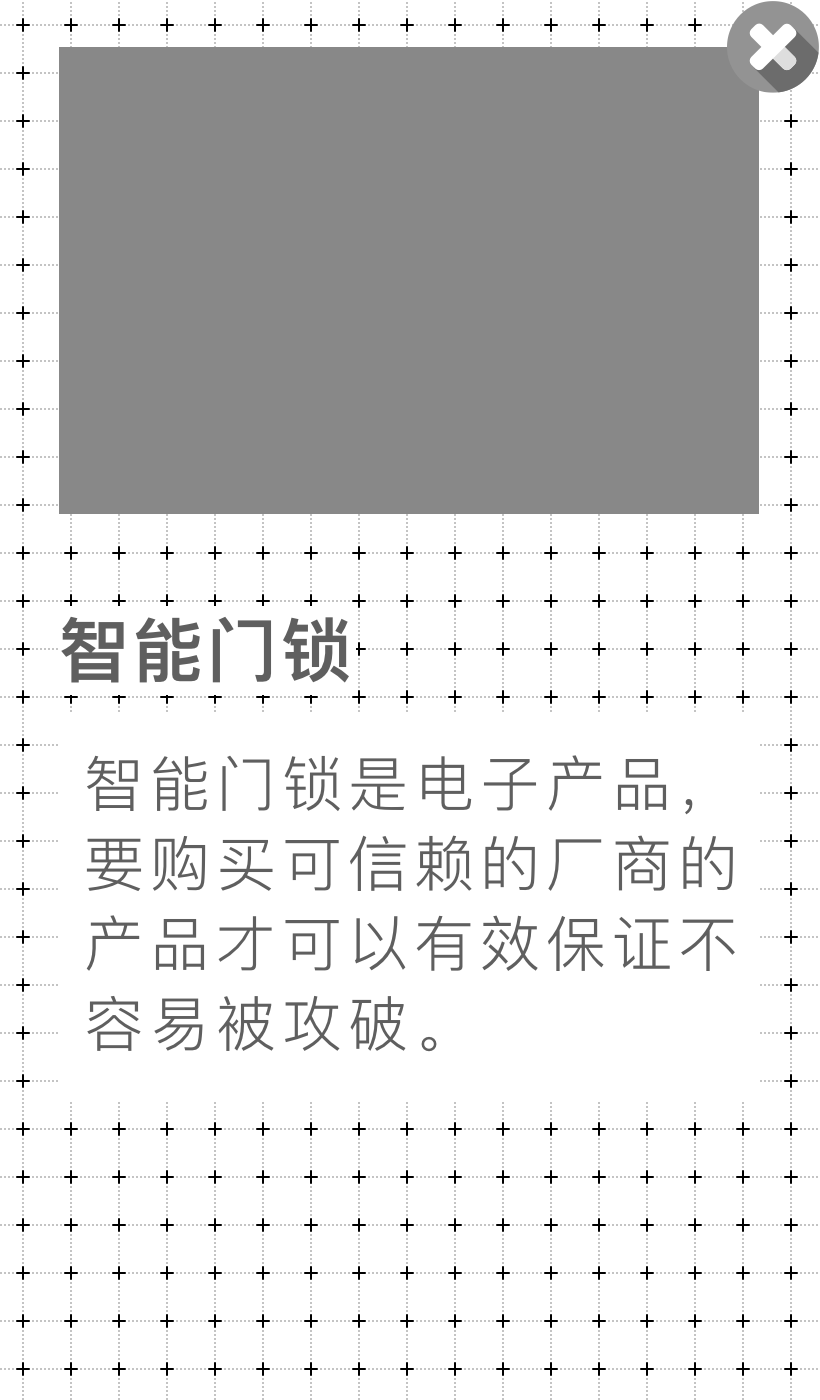 智能门锁
智能门锁是电子产品，
要购买可信赖的厂商的
产品才可以有效保证不
容易被攻破。